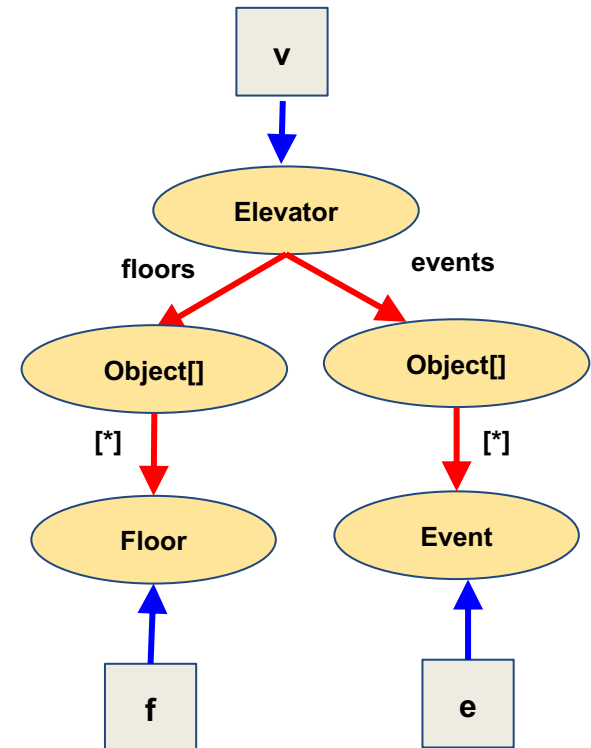 v
Elevator
floors
events
Object[]
Object[]
[*]
[*]
Floor
Event
f
e